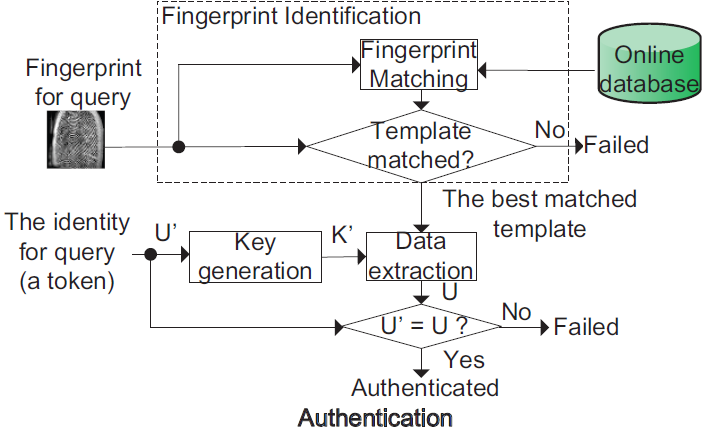 Fingerprint Identification
Fingerprint
Matching
Online
database
Fingerprint
for query
Template
matched?
No
Failed
The best matched
template
The identity
for query
(a token)
U'
Key
generation
K'
Data
extraction
U
U' = U ?
No
Failed
Yes
Authenticated
Authentication